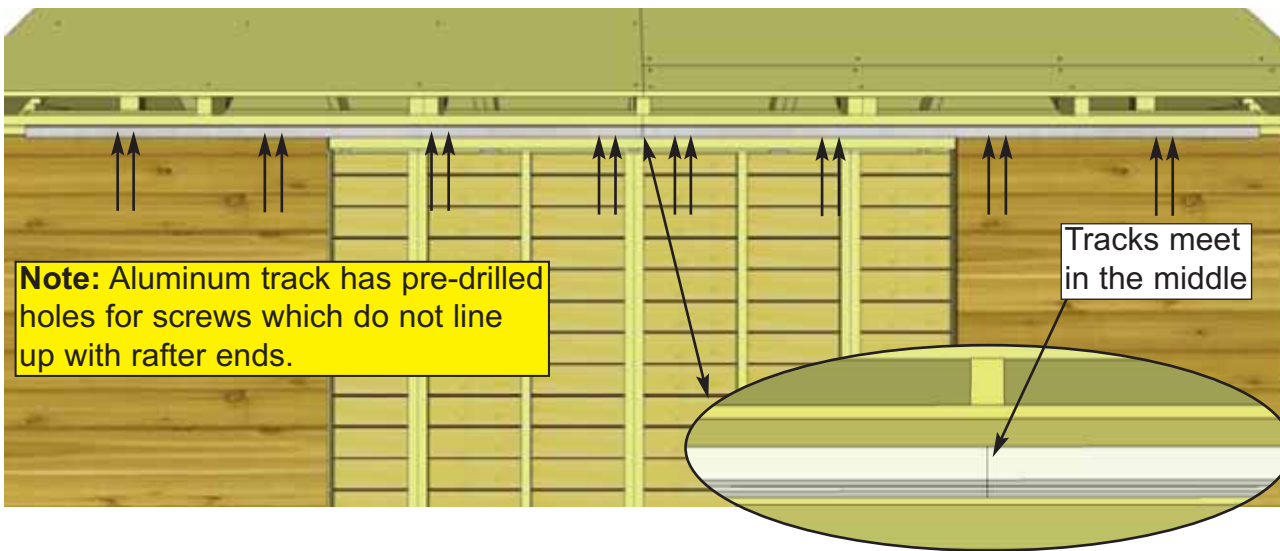 Note: Aluminum track has pre-drilled
holes for screws which do not line
up with rafter ends.
Tracks meet
in the middle